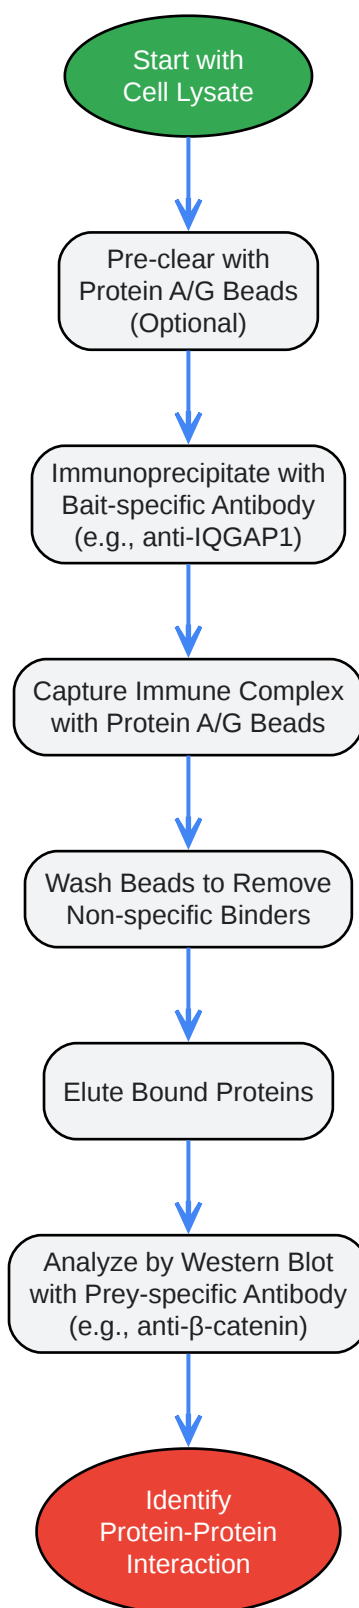 Start with
Cell Lysate
Pre-clear with
Protein A/G Beads
(Optional)
Immunoprecipitate with
Bait-specific Antibody
(e.g., anti-IQGAP1)
Capture Immune Complex
with Protein A/G Beads
Wash Beads to Remove
Non-specific Binders
Elute Bound Proteins
Analyze by Western Blot
with Prey-specific Antibody
(e.g., anti-β-catenin)
Identify
Protein-Protein
Interaction